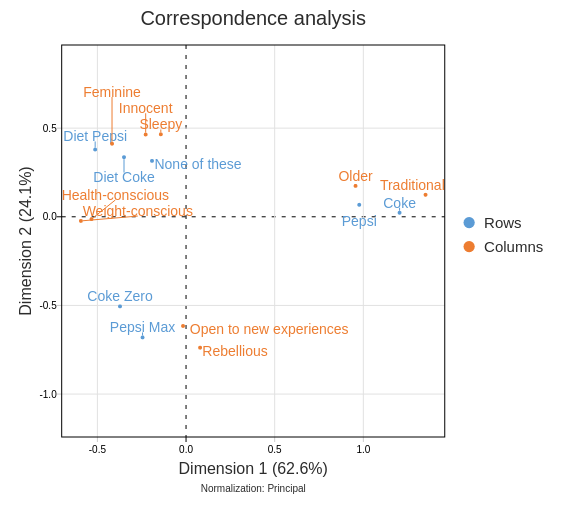 Correspondence analysis
Feminine
Innocent
Sleepy
Diet Pepsi
None of these
Diet Coke
Health-conscious
Weight-conscious
Older
Traditional
Coke
Pepsi
Coke Zero
Pepsi Max
Open to new experiences
Rebellious
0.5
0.0
-0.5
-1.0
Dimension 2 (24.1%)
-0.5
0.0
0.5
1.0
Dimension 1 (62.6%)
Normalization: Principal
Rows
Columns